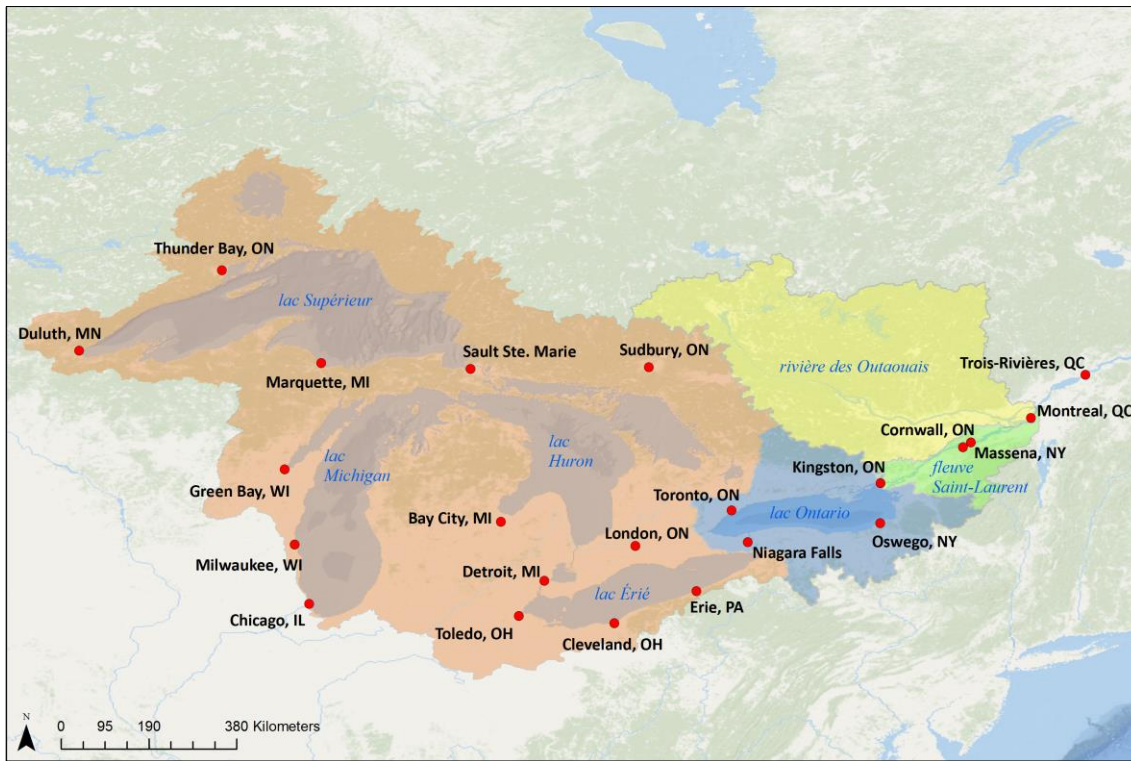 Thunder Bay, ON
lac Supérieur
Duluth, MN
Marquette, MI
Sault Ste. Marie
Sudbury, ON
rivière des Outaouais
Trois-Rivières, QC
Montreal, QC
Cornwall, ON
Massena, NY
fleuve
Saint-Laurent
Kingston, ON
lac
Huron
lac
Michigan
Green Bay, WI
Toronto, ON
lac Ontario
Bay City, MI
London, ON
Niagara Falls
Oswego, NY
Milwaukee, WI
Detroit, MI
lac Érié
Erie, PA
Chicago, IL
Toledo, OH
Cleveland, OH
N
0 95 190 380 Kilometers